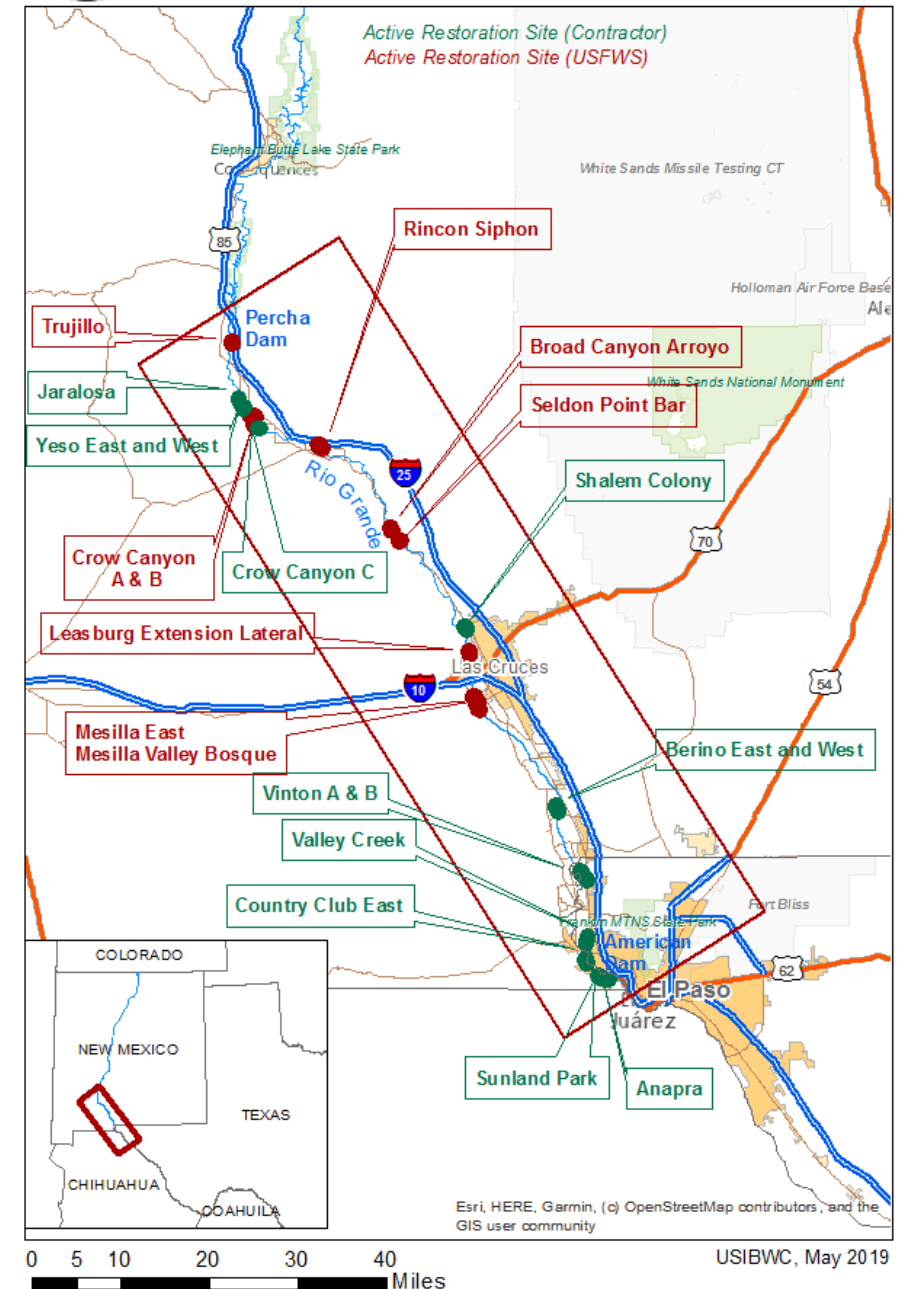 Active Restoration Site (Contractor)
Active Restoration Site (USFWS)
Elephant Butte Lake State Park
White Sands Missile Testing CT
85
Rincon Siphon
Holloman Air Force Base
Trujillo
Percha
Dam
Broad Canyon Arroyo
Jaralosa
White Sands National Monument
Seldon Point Bar
Yeso East and West
25
Rio Grande
Shalem Colony
70
Crow Canyon
A & B
Crow Canyon C
Leasburg Extension Lateral
Las Cruces
10
54
Mesilla East
Mesilla Valley Bosque
Berino East and West
Vinton A & B
Valley Creek
Country Club East
Fort Bliss
Franklin MTNS State Park
American
Dam
62
El Paso
Juárez
Sunland Park
Anapra
COLORADO
NEW MEXICO
TEXAS
CHIHUAHUA
COAHUILA
Esri, HERE, Garmin, (c) OpenStreetMap contributors, and the
GIS user community
0 5 10 20 30 40
Miles
USIBWC, May 2019